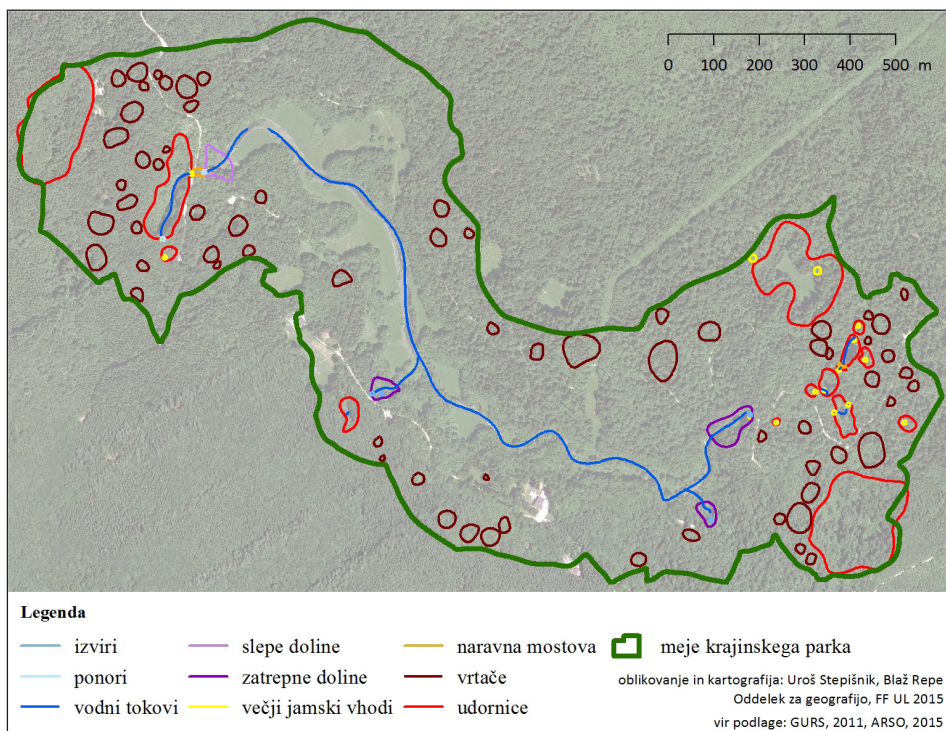 0 100 200 300 400 500 m
Legenda
izviri
ponori
vodni tokovi
slepe doline
zatrepne doline
večji jamski vhodi
naravna mostova
vrtače
udornice
meje krajinskega parka
oblikovanje in kartografija: Uroš Stepišnik, Blaž Repe
Oddelek za geografijo, FF UL 2015
vir podlage: GURS, 2011, ARSO, 2015